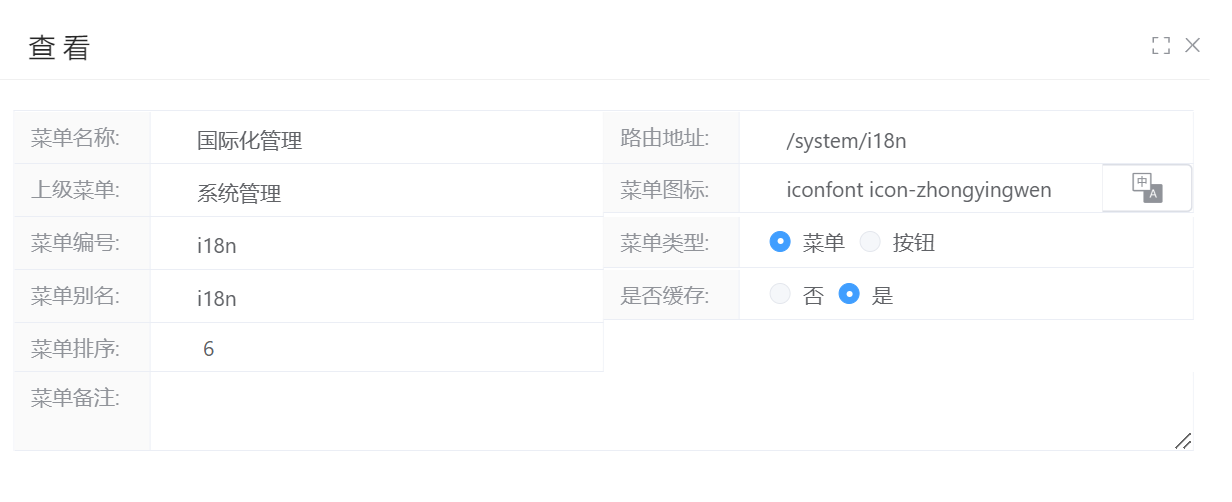 查看
菜单名称: 国际化管理 路由地址: /system/i18n
上级菜单: 系统管理 菜单图标: iconfont icon-zhongyingwen 中 A
菜单编号: i18n 菜单类型: 菜单 按钮
菜单别名: i18n 是否缓存: 否 是
菜单排序: 6
菜单备注: